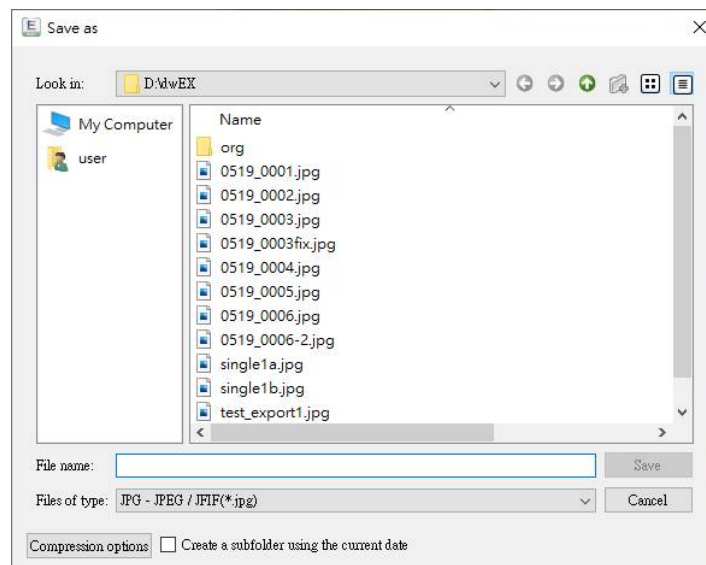 E Save as
Look in: D:\dwEX
My Computer
user
Name
org
0519_0001.jpg
0519_0002.jpg
0519_0003.jpg
0519_0003fix.jpg
0519_0004.jpg
0519_0005.jpg
0519_0006.jpg
0519_0006-2.jpg
single1a.jpg
single1b.jpg
test_export1.jpg
File name: Save
Files of type: JPG - JPEG / JFIF(*.jpg) Cancel
Compression options Create a subfolder using the current date